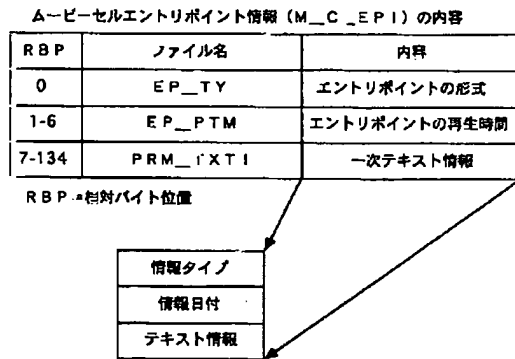 ムービーセルエントリポイント情報（M__C_EPI）の内容
RBP ファイル名 内容
0 EP__TY エントリポイントの形式
1-6 EP__PTM エントリポイントの再生時間
7-134 PRM__TXTI 一次テキスト情報
RBP=相対バイト位置
情報タイプ
情報日付
テキスト情報